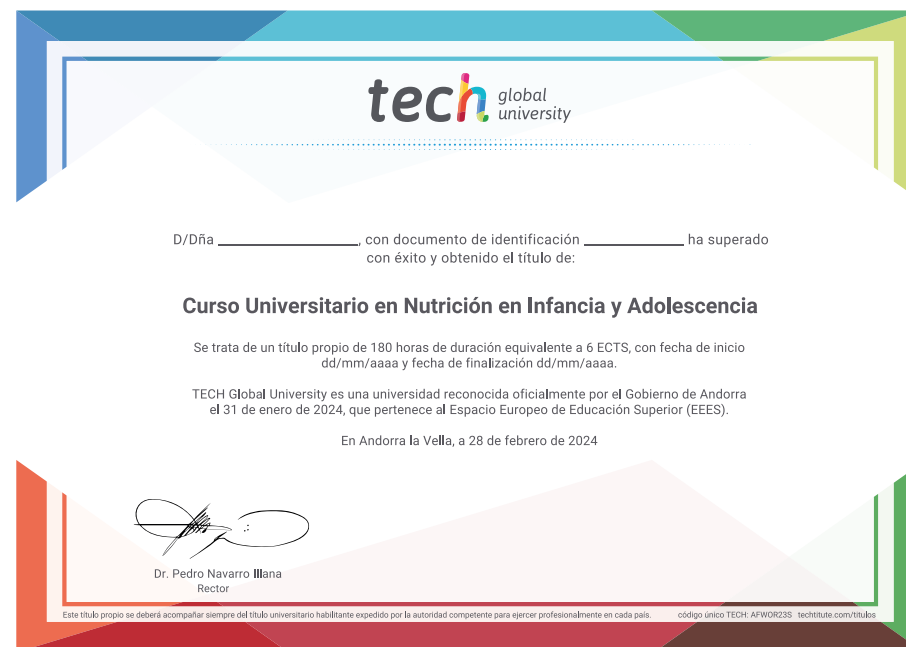 tech global university
D/Dña ____________________, con documento de identificación ______________ ha superado
con éxito y obtenido el título de:
Curso Universitario en Nutrición en Infancia y Adolescencia
Se trata de un título propio de 180 horas de duración equivalente a 6 ECTS, con fecha de inicio
dd/mm/aaaa y fecha de finalización dd/mm/aaaa.
TECH Global University es una universidad reconocida oficialmente por el Gobierno de Andorra
el 31 de enero de 2024, que pertenece al Espacio Europeo de Educación Superior (EEES).
En Andorra la Vella, a 28 de febrero de 2024
Dr. Pedro Navarro Illana
Rector
Este título propio se deberá acompañar siempre del título universitario habilitante expedido por la autoridad competente para ejercer profesionalmente en cada país. código único TECH: AFWOR23S techtitute.com/titulos